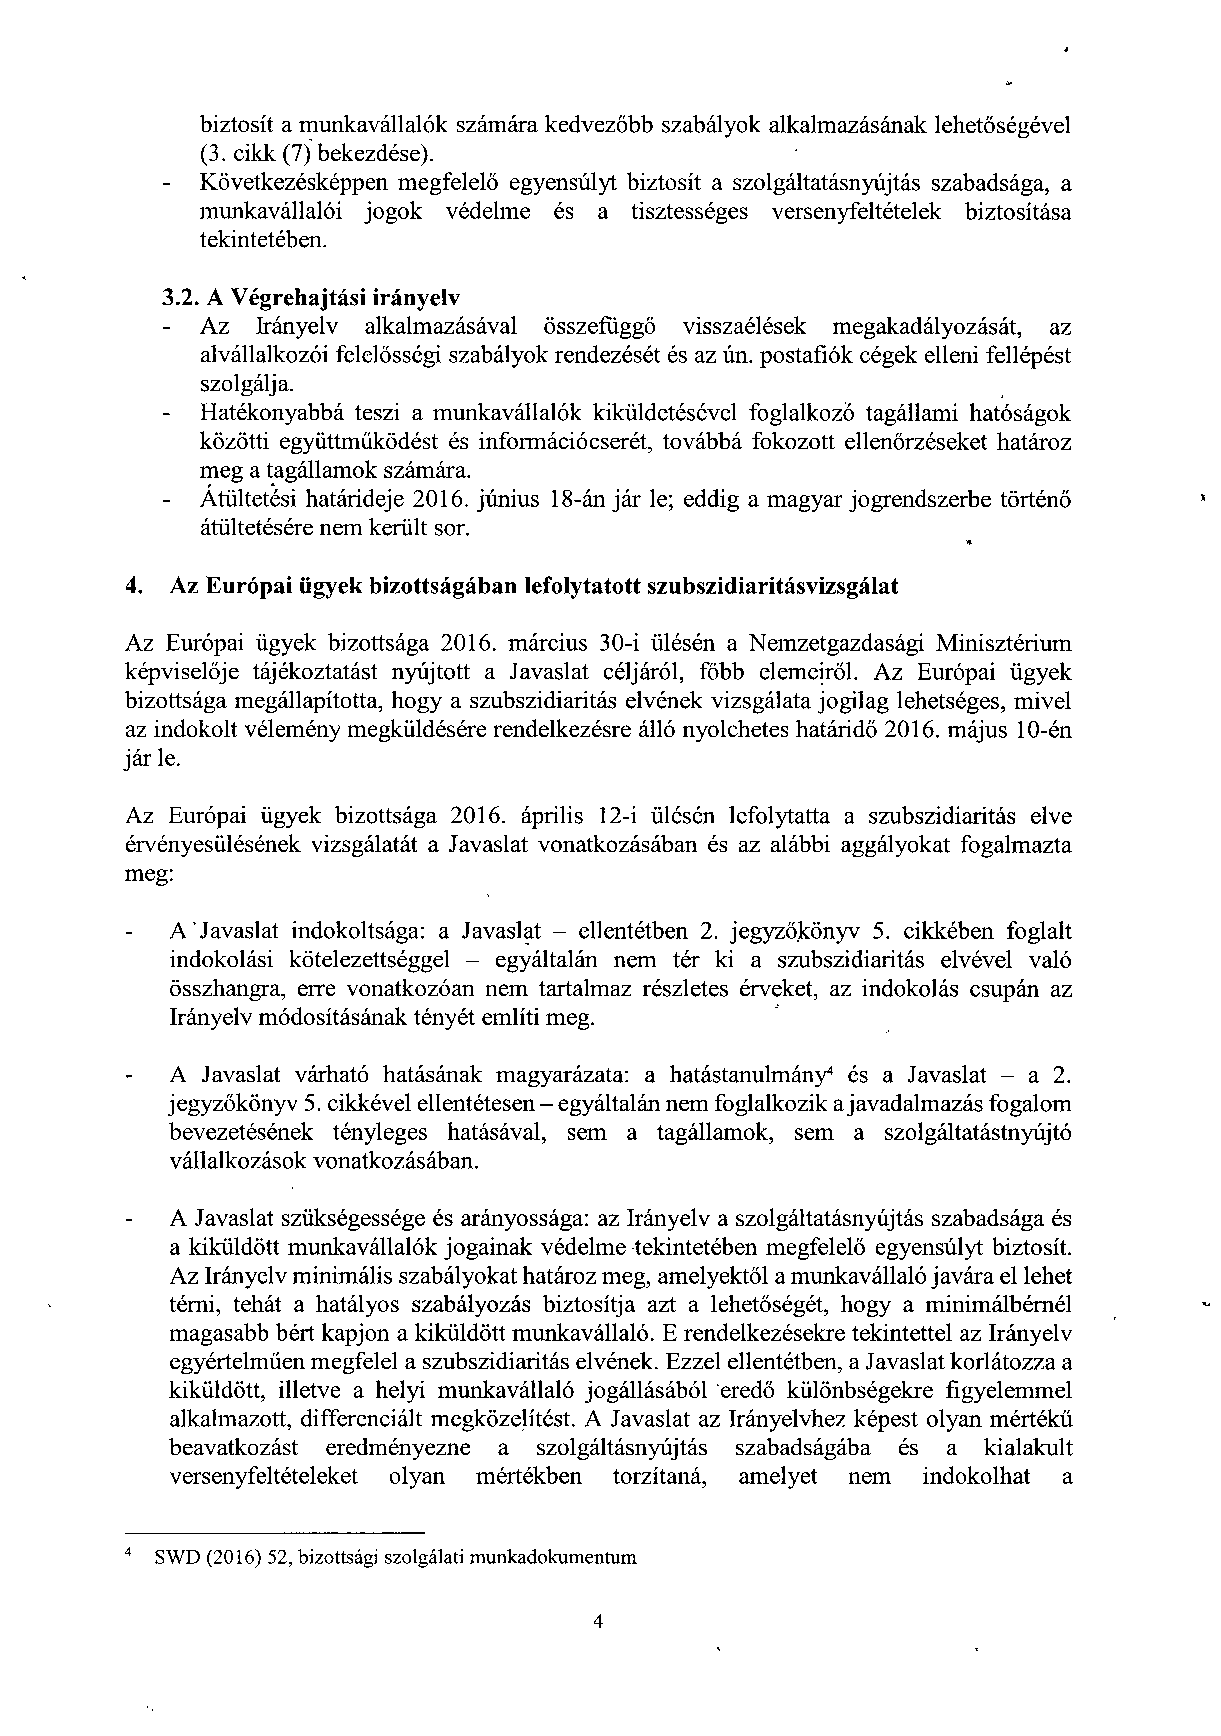 biztosít a munkavállalók számára kedvezőbb szabályok alkalmazásának lehetőségével
(3. cikk (7) bekezdése).
- Következésképpen megfelelő egyensúlyt biztosít a szolgáltatásnyújtás szabadsága, a
munkavállalói jogok védelme és a tisztességes versenyfeltételek biztosítása
tekintetében.
3.2. A Végrehajtási irányelv
- Az Irányelv alkalmazásával összefüggő visszaélések megakadályozását, az
alvállalkozói felelősségi szabályok rendezését és az ún. postafiók cégek elleni fellépést
szolgálja.
- Hatékonyabbá teszi a munkavállalók kiküldetésével foglalkozó tagállami hatóságok
közötti együttműködést és információcserét, továbbá fokozott ellenőrzéseket határoz
meg a tagállamok számára.
- Átültetési határideje 2016. június 18-án jár le; eddig a magyar jogrendszerbe történő
átültetésére nem került sor.
4. Az Európai ügyek bizottságában lefolytatott szubszidiaritásvizsgálat
Az Európai ügyek bizottsága 2016. március 30-i ülésén a Nemzetgazdasági Minisztérium
képviselője tájékoztatást nyújtott a Javaslat céljáról, főbb elemeiről. Az Európai ügyek
bizottsága megállapította, hogy a szubszidiaritás elvének vizsgálata jogilag lehetséges, mivel
az indokolt vélemény megküldésére rendelkezésre álló nyolchetes határidő 2016. május 10-én
jár le.
Az Európai ügyek bizottsága 2016. április 12-i ülésén lefolytatta a szubszidiaritás elve
érvényesülésének vizsgálatát a Javaslat vonatkozásában és az alábbi aggályokat fogalmazta
meg:
- A Javaslat indokoltsága: a Javaslat – ellentétben 2. jegyzőkönyv 5. cikkében foglalt
indokolási kötelezettséggel – egyáltalán nem tér ki a szubszidiaritás elvével való
összhangra, erre vonatkozóan nem tartalmaz részletes érveket, az indokolás csupán az
Irányelv módosításának tényét említi meg.
- A Javaslat várható hatásának magyarázata: a hatástanulmány⁴ és a Javaslat – a 2.
jegyzőkönyv 5. cikkével ellentétesen – egyáltalán nem foglalkozik a javadalmazás fogalom
bevezetésének tényleges hatásával, sem a tagállamok, sem a szolgáltatástnyújtó
vállalkozások vonatkozásában.
- A Javaslat szükségessége és arányossága: az Irányelv a szolgáltatásnyújtás szabadsága és
a kiküldött munkavállalók jogainak védelme tekintetében megfelelő egyensúlyt biztosít.
Az Irányelv minimális szabályokat határoz meg, amelyektől a munkavállaló javára el lehet
térni, tehát a hatályos szabályozás biztosítja azt a lehetőségét, hogy a minimálbérnél
magasabb bért kapjon a kiküldött munkavállaló. E rendelkezésekre tekintettel az Irányelv
egyértelműen megfelel a szubszidiaritás elvének. Ezzel ellentétben, a Javaslat korlátozza a
kiküldött, illetve a helyi munkavállaló jogállásából eredő különbségekre figyelemmel
alkalmazott, differenciált megközelítést. A Javaslat az Irányelvhez képest olyan mértékű
beavatkozást eredményezne a szolgáltásnyújtás szabadságába és a kialakult
versenyfeltételeket olyan mértékben torzítaná, amelyet nem indokolhat a
4 SWD (2016) 52, bizottsági szolgálati munkadokumentum
4